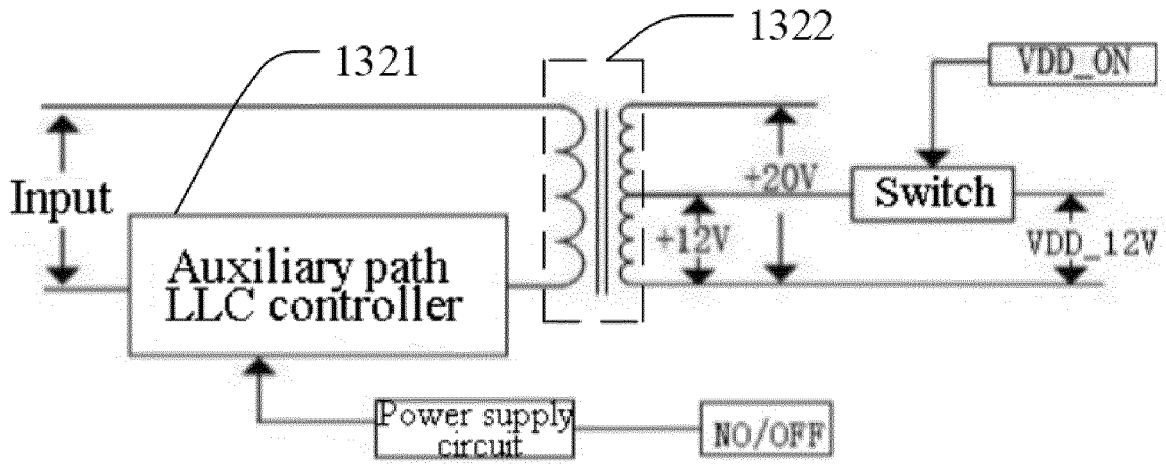 1321
1322
VDD_ON
Input
+20V
Switch
+12V
VDD_12V
Auxiliary path
LLC controller
Power supply
circuit
NO/OFF